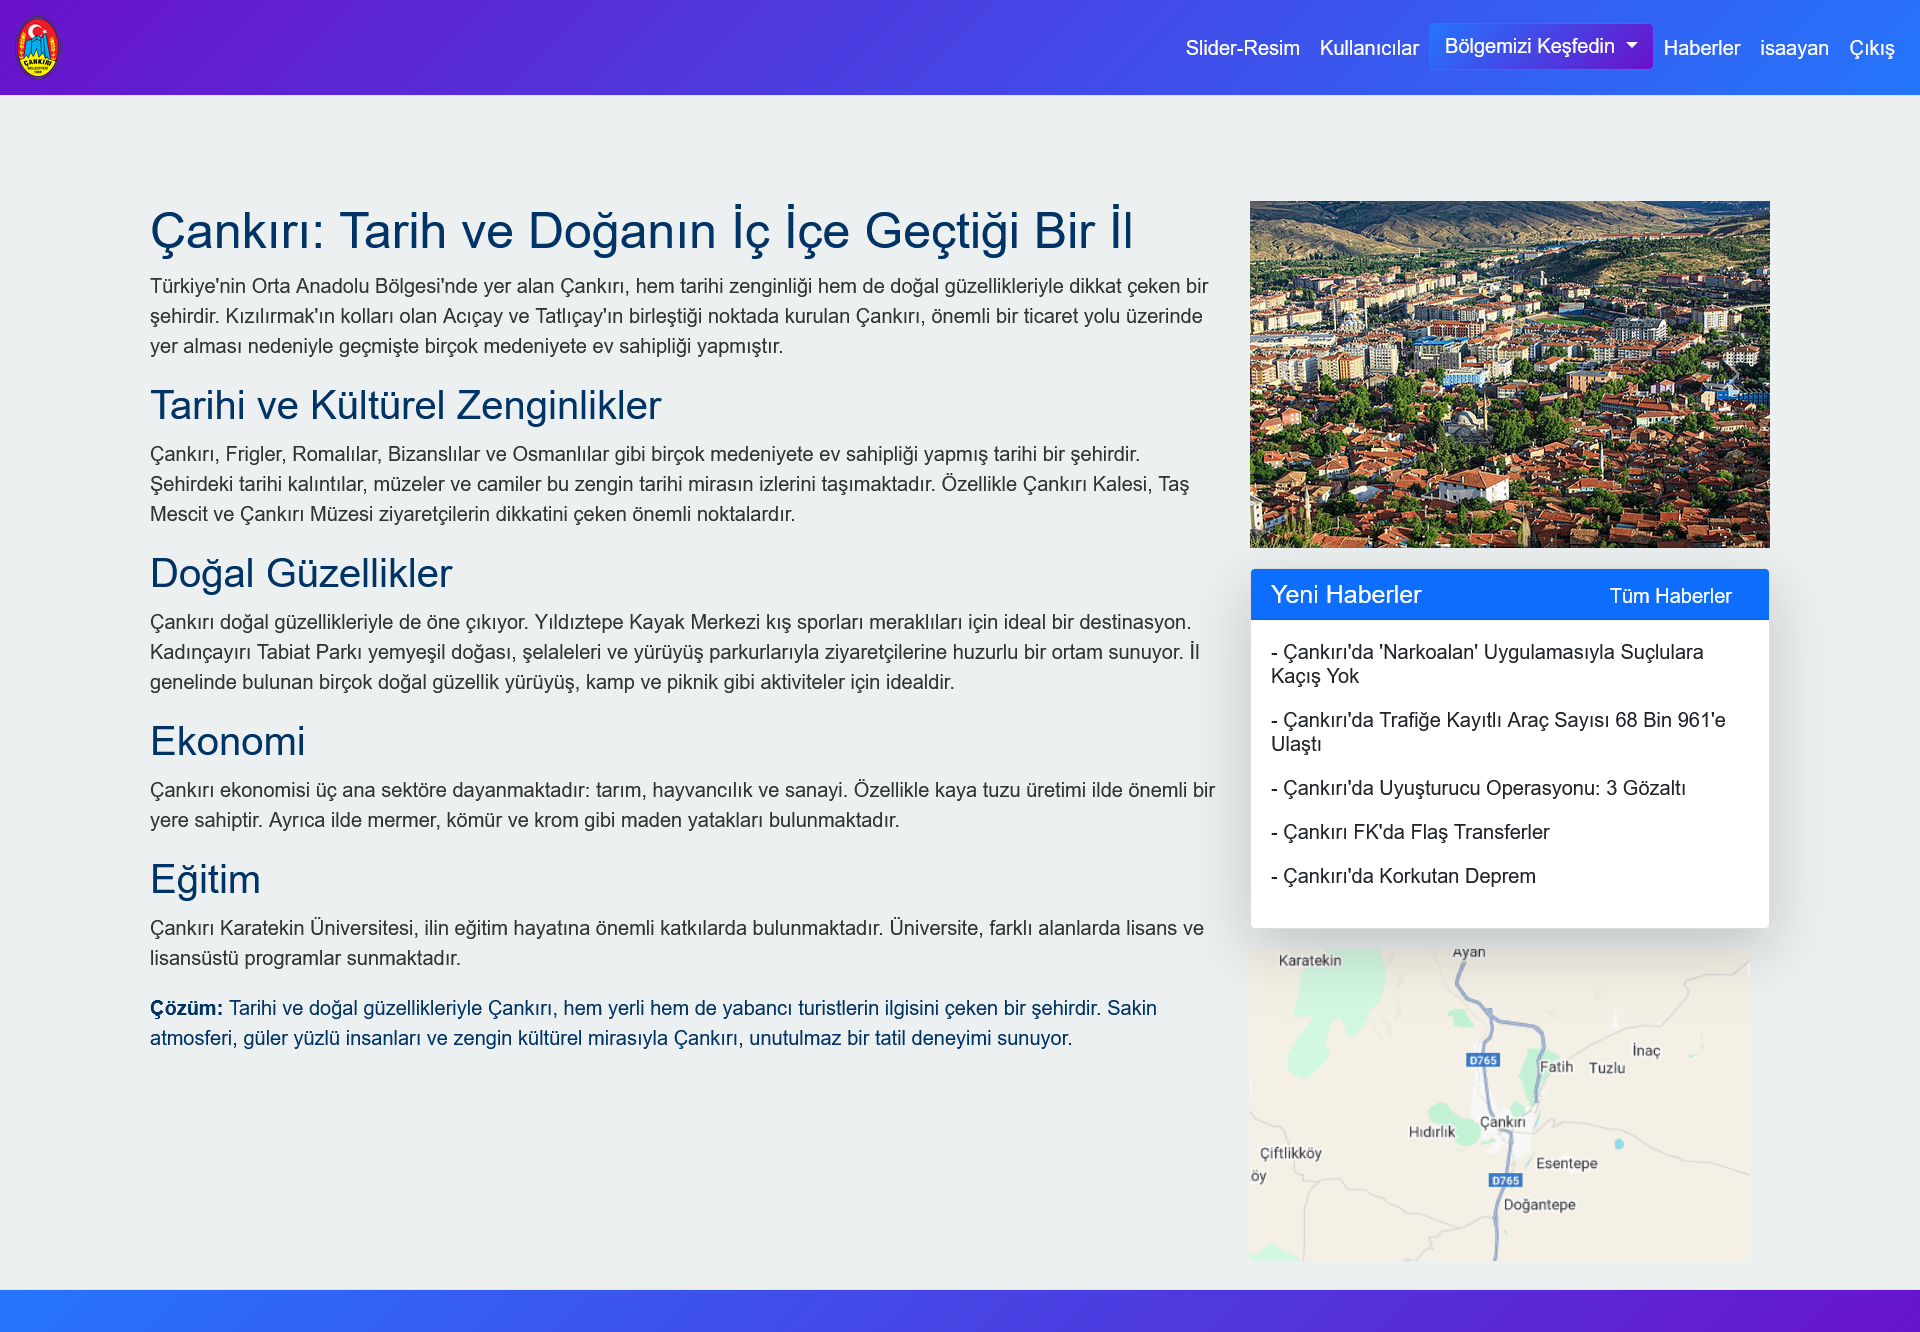 ÇANKIRI
BELEDİYESİ
Slider-Resim Kullanıcılar Bölgemizi Keşfedin Haberler isaayan Çıkış
Çankırı: Tarih ve Doğanın İç İçe Geçtiği Bir İl
Türkiye'nin Orta Anadolu Bölgesi'nde yer alan Çankırı, hem tarihi zenginliği hem de doğal güzellikleriyle dikkat çeken bir
şehirdir. Kızılırmak'ın kolları olan Acıçay ve Tatlıçay'ın birleştiği noktada kurulan Çankırı, önemli bir ticaret yolu üzerinde
yer alması nedeniyle geçmişte birçok medeniyete ev sahipliği yapmıştır.
Tarihi ve Kültürel Zenginlikler
Çankırı, Frigler, Romalılar, Bizanslılar ve Osmanlılar gibi birçok medeniyete ev sahipliği yapmış tarihi bir şehirdir.
Şehirdeki tarihi kalıntılar, müzeler ve camiler bu zengin tarihi mirasın izlerini taşımaktadır. Özellikle Çankırı Kalesi, Taş
Mescit ve Çankırı Müzesi ziyaretçilerin dikkatini çeken önemli noktalardır.
Doğal Güzellikler
Çankırı doğal güzellikleriyle de öne çıkıyor. Yıldıztepe Kayak Merkezi kış sporları meraklıları için ideal bir destinasyon.
Kadınçayırı Tabiat Parkı yemyeşil doğası, şelaleleri ve yürüyüş parkurlarıyla ziyaretçilerine huzurlu bir ortam sunuyor. İl
genelinde bulunan birçok doğal güzellik yürüyüş, kamp ve piknik gibi aktiviteler için idealdir.
Ekonomi
Çankırı ekonomisi üç ana sektöre dayanmaktadır: tarım, hayvancılık ve sanayi. Özellikle kaya tuzu üretimi ilde önemli bir
yere sahiptir. Ayrıca ilde mermer, kömür ve krom gibi maden yatakları bulunmaktadır.
Eğitim
Çankırı Karatekin Üniversitesi, ilin eğitim hayatına önemli katkılarda bulunmaktadır. Üniversite, farklı alanlarda lisans ve
lisansüstü programlar sunmaktadır.
Çözüm: Tarihi ve doğal güzellikleriyle Çankırı, hem yerli hem de yabancı turistlerin ilgisini çeken bir şehirdir. Sakin
atmosferi, güler yüzlü insanları ve zengin kültürel mirasıyla Çankırı, unutulmaz bir tatil deneyimi sunuyor.
Yeni Haberler Tüm Haberler
- Çankırı'da 'Narkoalan' Uygulamasıyla Suçlulara
Kaçış Yok
- Çankırı'da Trafiğe Kayıtlı Araç Sayısı 68 Bin 961'e
Ulaştı
- Çankırı'da Uyuşturucu Operasyonu: 3 Gözaltı
- Çankırı FK'da Flaş Transferler
- Çankırı'da Korkutan Deprem
Ayan
Karatekin
İnaç
D765
Fatih
Tuzlu
Çankırı
Hıdırlık
Çiftlikköy
Esentepe
öy
D765
Doğantepe